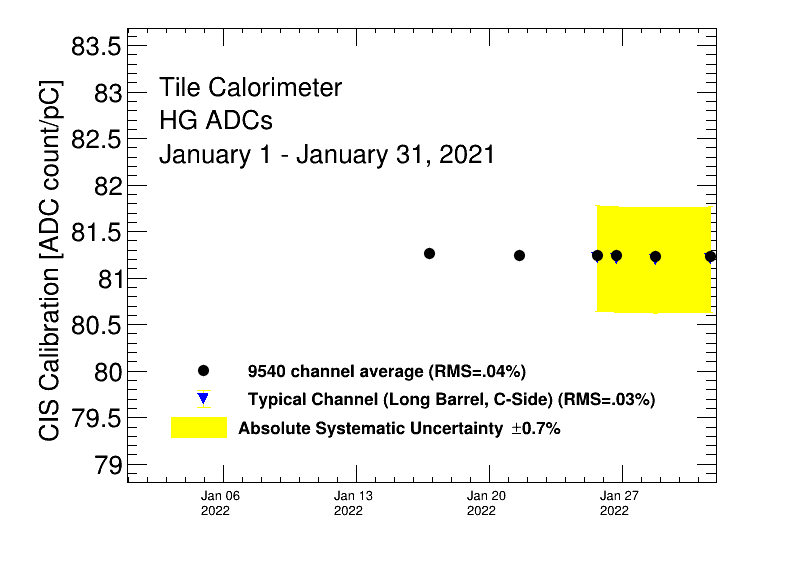 83.5
83
82.5
82
81.5
81
80.5
80
79.5
79
CIS Calibration [ADC count/pC]
Tile Calorimeter
HG ADCs
January 1 - January 31, 2021
9540 channel average (RMS=.04%)
Typical Channel (Long Barrel, C-Side) (RMS=.03%)
Absolute Systematic Uncertainty ±0.7%
Jan 06
2022
Jan 13
2022
Jan 20
2022
Jan 27
2022